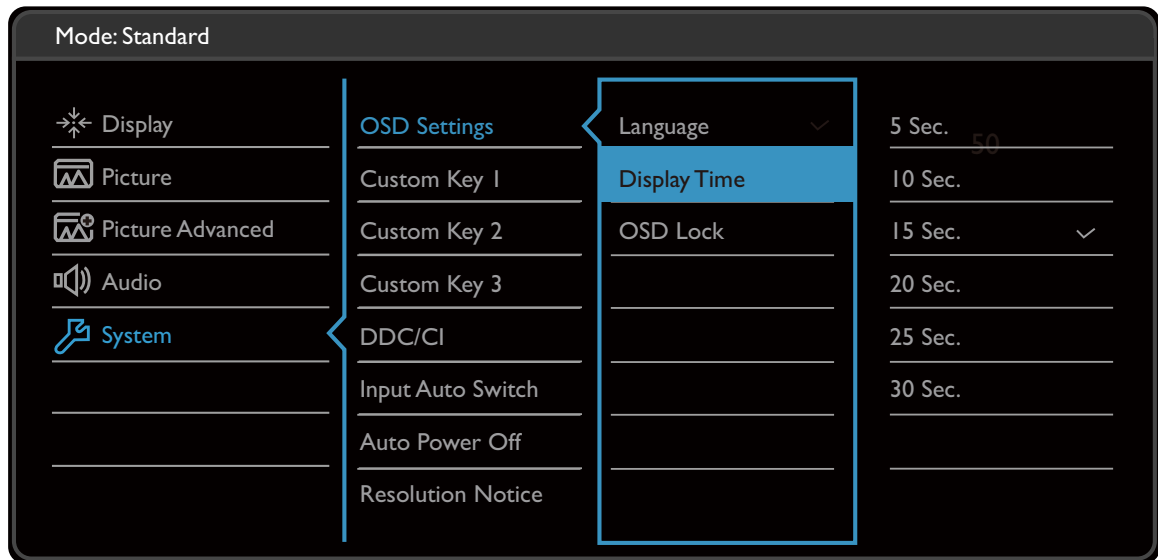 Mode: Standard
Display
Picture
Picture Advanced
Audio
System
OSD Settings
Custom Key 1
Custom Key 2
Custom Key 3
DDC/CI
Input Auto Switch
Auto Power Off
Resolution Notice
Language
Display Time
OSD Lock
5 Sec.
50
10 Sec.
15 Sec.
20 Sec.
25 Sec.
30 Sec.